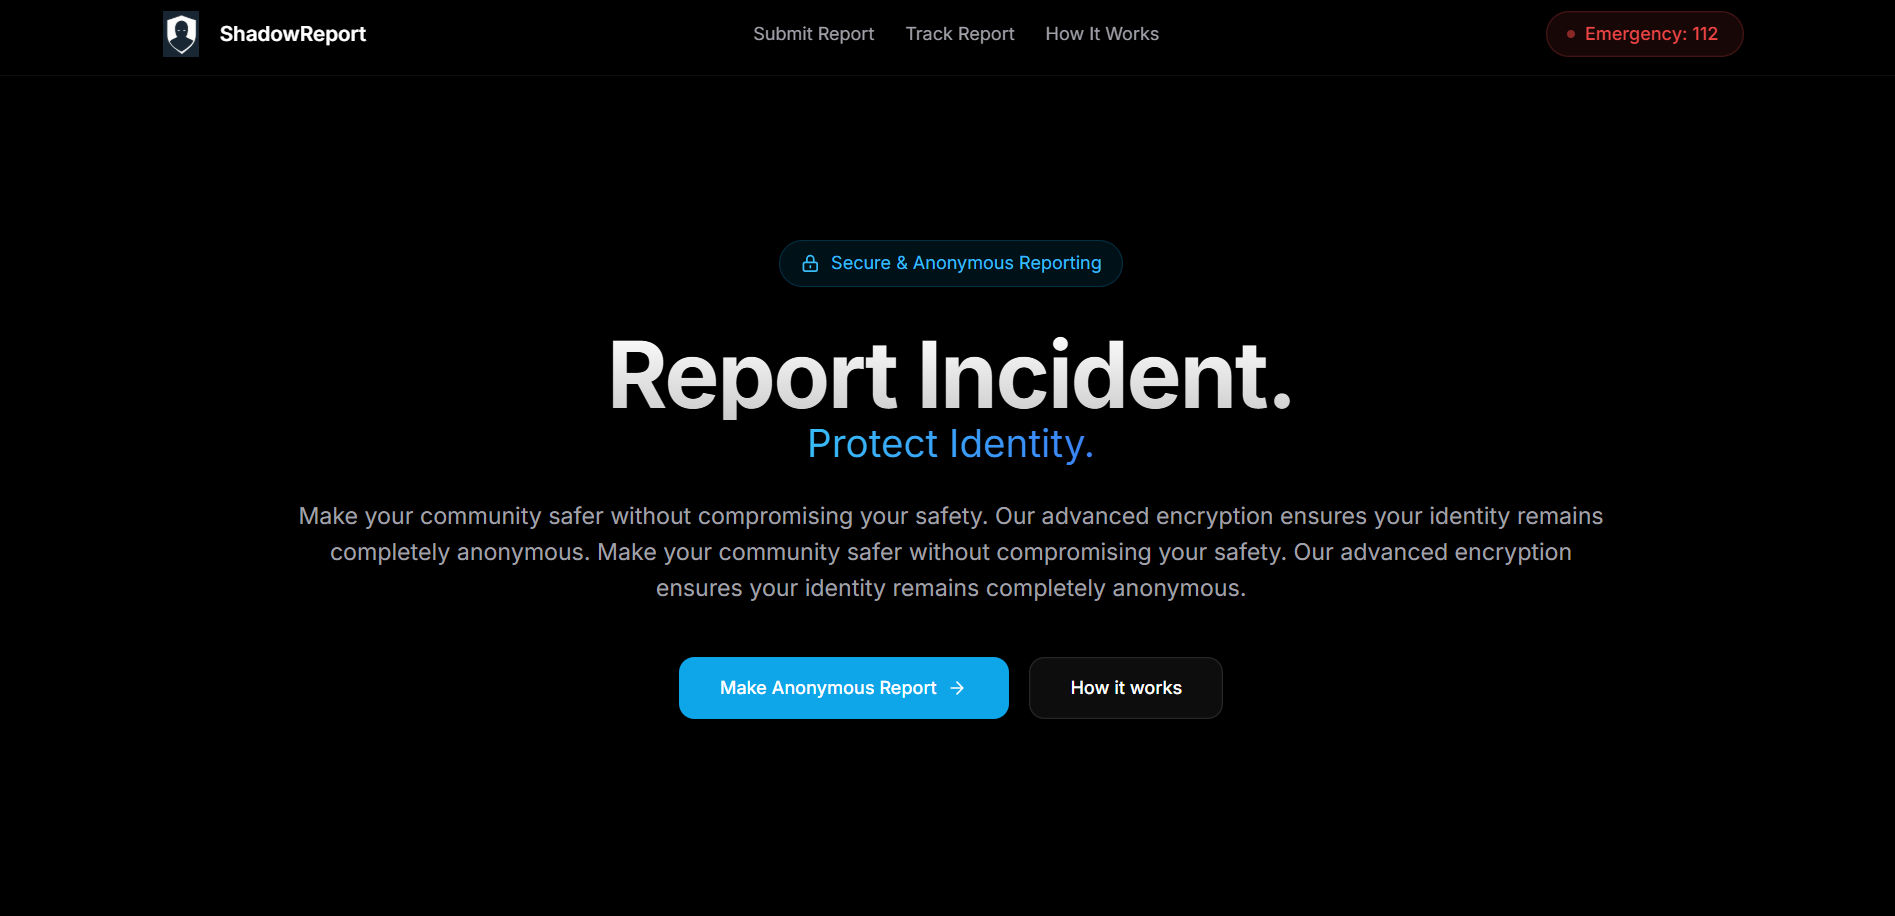 ShadowReport
Submit Report
Track Report
How It Works
Emergency: 112
Secure & Anonymous Reporting
Report Incident.
Protect Identity.
Make your community safer without compromising your safety. Our advanced encryption ensures your identity remains
completely anonymous. Make your community safer without compromising your safety. Our advanced encryption
ensures your identity remains completely anonymous.
Make Anonymous Report
How it works